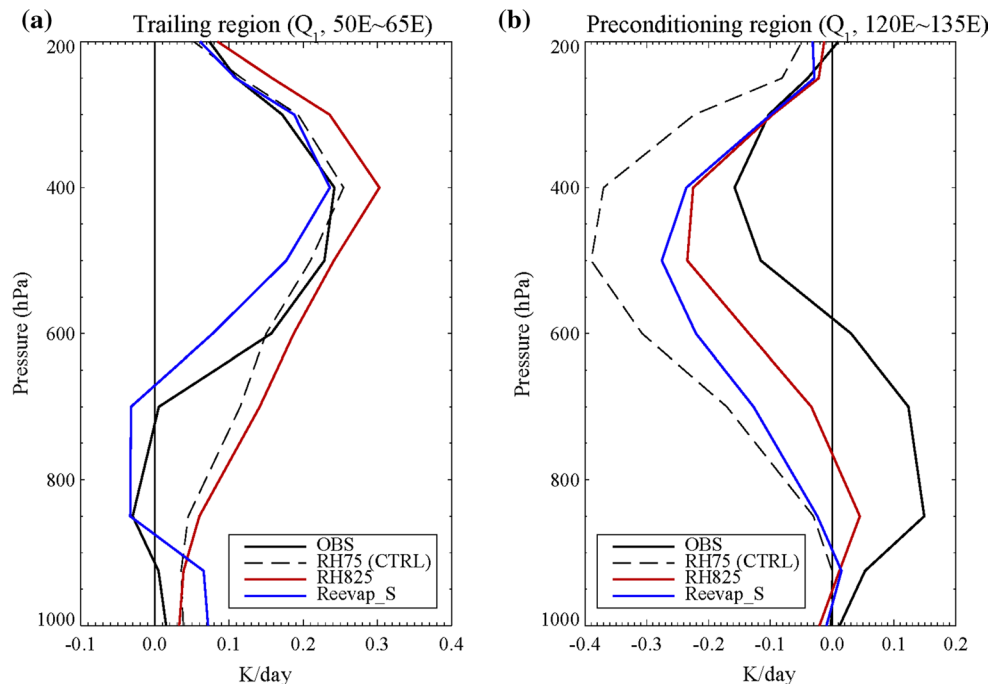 (a) Trailing region (Q1, 50E~65E)
200
400
600
800
1000
Pressure (hPa)
OBS
RH75 (CTRL)
RH825
Reevap_S
-0.1 0.0 0.1 0.2 0.3 0.4
K/day
(b) Preconditioning region (Q1, 120E~135E)
200
400
600
800
1000
Pressure (hPa)
OBS
RH75 (CTRL)
RH825
Reevap_S
-0.4 -0.3 -0.2 -0.1 0.0 0.1 0.2
K/day